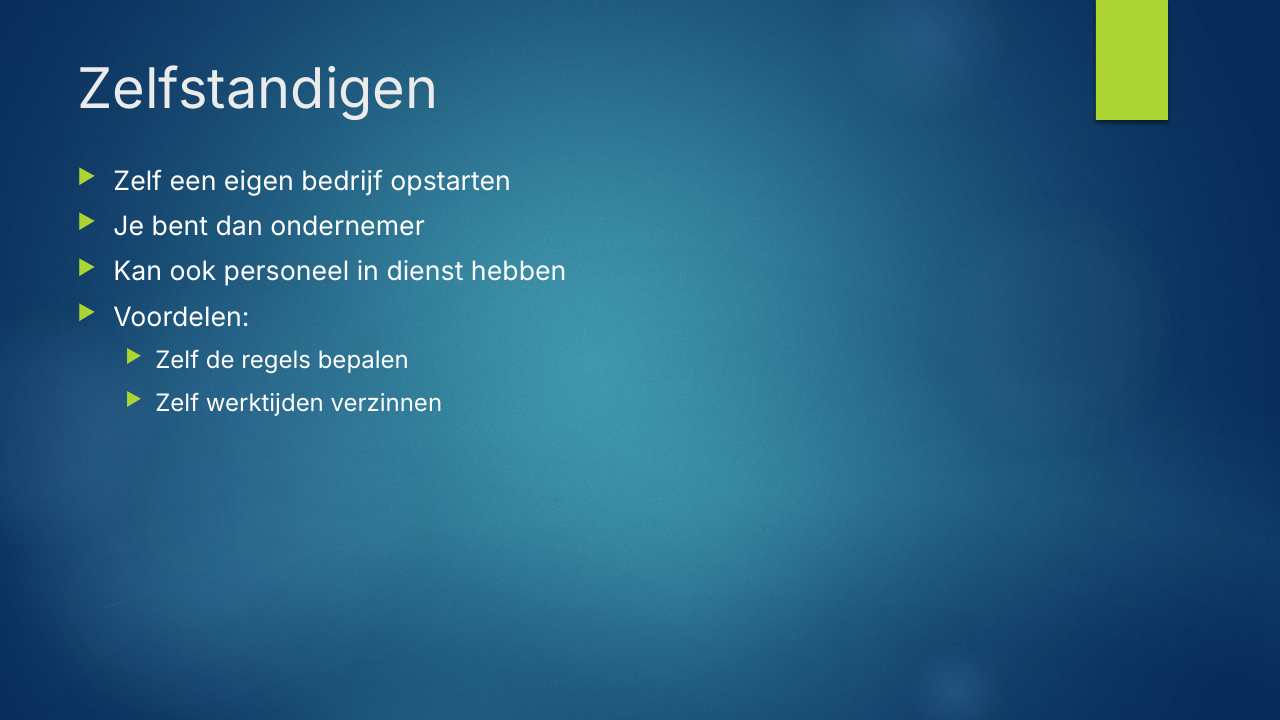 Zelfstandigen
Zelf een eigen bedrijf opstarten
Je bent dan ondernemer
Kan ook personeel in dienst hebben
Voordelen:
Zelf de regels bepalen
Zelf werktijden verzinnen